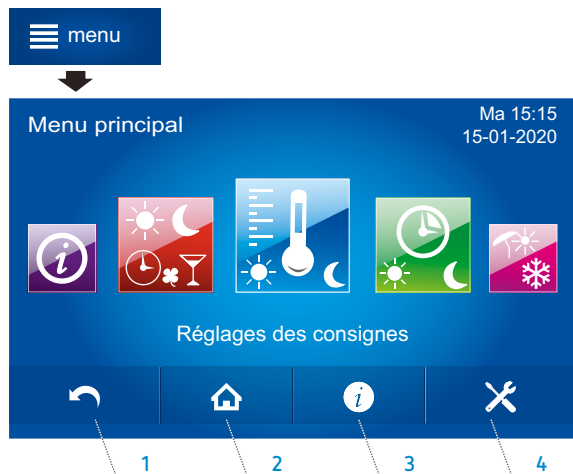 menu
Menu principal
Ma 15:15
15-01-2020
i
Réglages des consignes
i
1 2 3 4